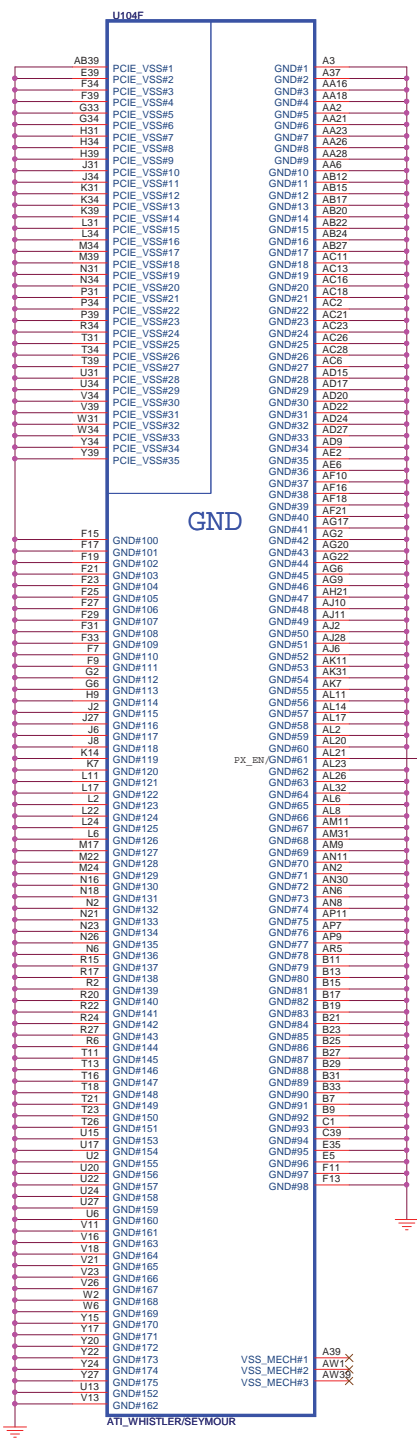 U104F
AB39 PCIE_VSS#1
E39 PCIE_VSS#2
F34 PCIE_VSS#3
F39 PCIE_VSS#4
G33 PCIE_VSS#5
G34 PCIE_VSS#6
H31 PCIE_VSS#7
H34 PCIE_VSS#8
H39 PCIE_VSS#9
J31 PCIE_VSS#10
J34 PCIE_VSS#11
K31 PCIE_VSS#12
K34 PCIE_VSS#13
K39 PCIE_VSS#14
L31 PCIE_VSS#15
L34 PCIE_VSS#16
M34 PCIE_VSS#17
M39 PCIE_VSS#18
N31 PCIE_VSS#19
N34 PCIE_VSS#20
P31 PCIE_VSS#21
P34 PCIE_VSS#22
P39 PCIE_VSS#23
R34 PCIE_VSS#24
T31 PCIE_VSS#25
T34 PCIE_VSS#26
T39 PCIE_VSS#27
U31 PCIE_VSS#28
U34 PCIE_VSS#29
V34 PCIE_VSS#30
V39 PCIE_VSS#31
W31 PCIE_VSS#32
W34 PCIE_VSS#33
Y34 PCIE_VSS#34
Y39 PCIE_VSS#35
GND
F15 GND#100
F17 GND#101
F19 GND#102
F21 GND#103
F23 GND#104
F25 GND#105
F27 GND#106
F29 GND#107
F31 GND#108
F33 GND#109
F7 GND#110
F9 GND#111
G2 GND#112
G6 GND#113
H9 GND#114
J2 GND#115
J27 GND#116
J6 GND#117
J8 GND#118
K14 GND#119
K7 GND#120
L11 GND#121
L17 GND#122
L2 GND#123
L22 GND#124
L24 GND#125
L6 GND#126
M17 GND#127
M22 GND#128
M24 GND#129
N16 GND#130
N18 GND#131
N2 GND#132
N21 GND#133
N23 GND#134
N26 GND#135
N6 GND#136
R15 GND#137
R17 GND#138
R2 GND#139
R20 GND#140
R22 GND#141
R24 GND#142
R27 GND#143
R6 GND#144
T11 GND#145
T13 GND#146
T16 GND#147
T18 GND#148
T21 GND#149
T23 GND#150
T26 GND#151
U15 GND#153
U17 GND#154
U2 GND#155
U20 GND#156
U22 GND#157
U24 GND#158
U27 GND#159
U6 GND#160
V11 GND#161
V16 GND#163
V18 GND#164
V21 GND#165
V23 GND#166
V26 GND#167
W2 GND#168
W6 GND#169
Y15 GND#170
Y17 GND#171
Y20 GND#172
Y22 GND#173
Y24 GND#174
Y27 GND#175
U13 GND#152
V13 GND#162
GND#1 A3
GND#2 A37
GND#3 AA16
GND#4 AA18
GND#5 AA2
GND#6 AA21
GND#7 AA23
GND#8 AA26
GND#9 AA28
GND#10 AA6
GND#11 AB12
GND#12 AB15
GND#13 AB17
GND#14 AB20
GND#15 AB22
GND#16 AB24
GND#17 AB27
GND#18 AC11
GND#19 AC13
GND#20 AC16
GND#21 AC18
GND#22 AC2
GND#23 AC21
GND#24 AC23
GND#25 AC26
GND#26 AC28
GND#27 AC6
GND#28 AD15
GND#29 AD17
GND#30 AD20
GND#31 AD22
GND#32 AD24
GND#33 AD27
GND#34 AD9
GND#35 AE2
GND#36 AE6
GND#37 AF10
GND#38 AF16
GND#39 AF18
GND#40 AF21
GND#41 AG17
GND#42 AG2
GND#43 AG20
GND#44 AG22
GND#45 AG6
GND#46 AG9
GND#47 AH21
GND#48 AJ10
GND#49 AJ11
GND#50 AJ2
GND#51 AJ28
GND#52 AJ6
GND#53 AK11
GND#54 AK31
GND#55 AK7
GND#56 AL11
GND#57 AL14
GND#58 AL17
GND#59 AL2
GND#60 AL20
PX_EN/GND#61 AL21
GND#62 AL23
GND#63 AL26
GND#64 AL32
GND#65 AL6
GND#66 AL8
GND#67 AM11
GND#68 AM31
GND#69 AM9
GND#70 AN11
GND#71 AN2
GND#72 AN30
GND#73 AN6
GND#74 AN8
GND#75 AP11
GND#76 AP7
GND#77 AP9
GND#78 AR5
GND#79 B11
GND#80 B13
GND#81 B15
GND#82 B17
GND#83 B19
GND#84 B21
GND#85 B23
GND#86 B25
GND#87 B27
GND#88 B29
GND#89 B31
GND#90 B33
GND#91 B7
GND#92 B9
GND#93 C1
GND#94 C39
GND#95 E35
GND#96 E5
GND#97 F11
GND#98 F13
VSS_MECH#1 A39
VSS_MECH#2 AW1
VSS_MECH#3 AW39
ATI_WHISTLER/SEYMOUR